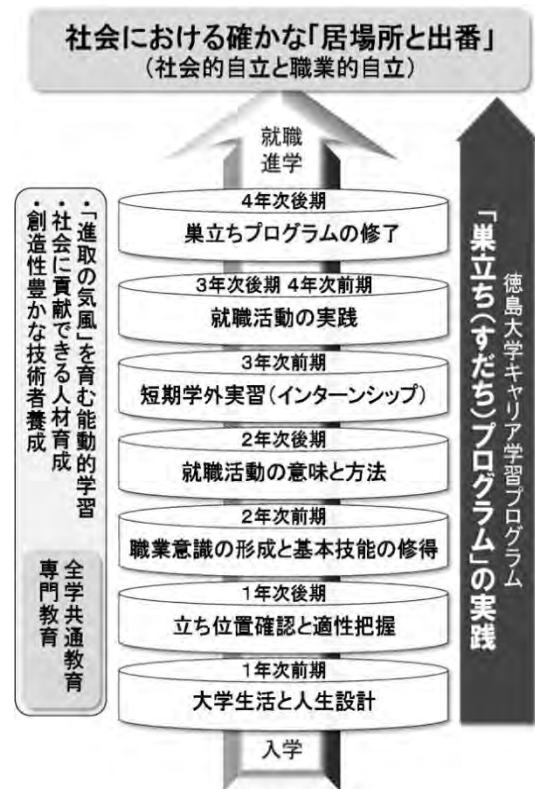 社会における確かな「居場所と出番」
(社会的自立と職業的自立)
就職
進学
4年次後期
巣立ちプログラムの修了
3年次後期 4年次前期
就職活動の実践
3年次前期
短期学外実習(インターンシップ)
2年次後期
就職活動の意味と方法
2年次前期
職業意識の形成と基本技能の修得
1年次後期
立ち位置確認と適性把握
1年次前期
大学生活と人生設計
入学
・「進取の気風」を育む能動的学習
・社会に貢献できる人材育成
・創造性豊かな技術者養成
全学共通教育
専門教育
徳島大学キャリア学習プログラム
「巣立ち(すだち)プログラム」の実践